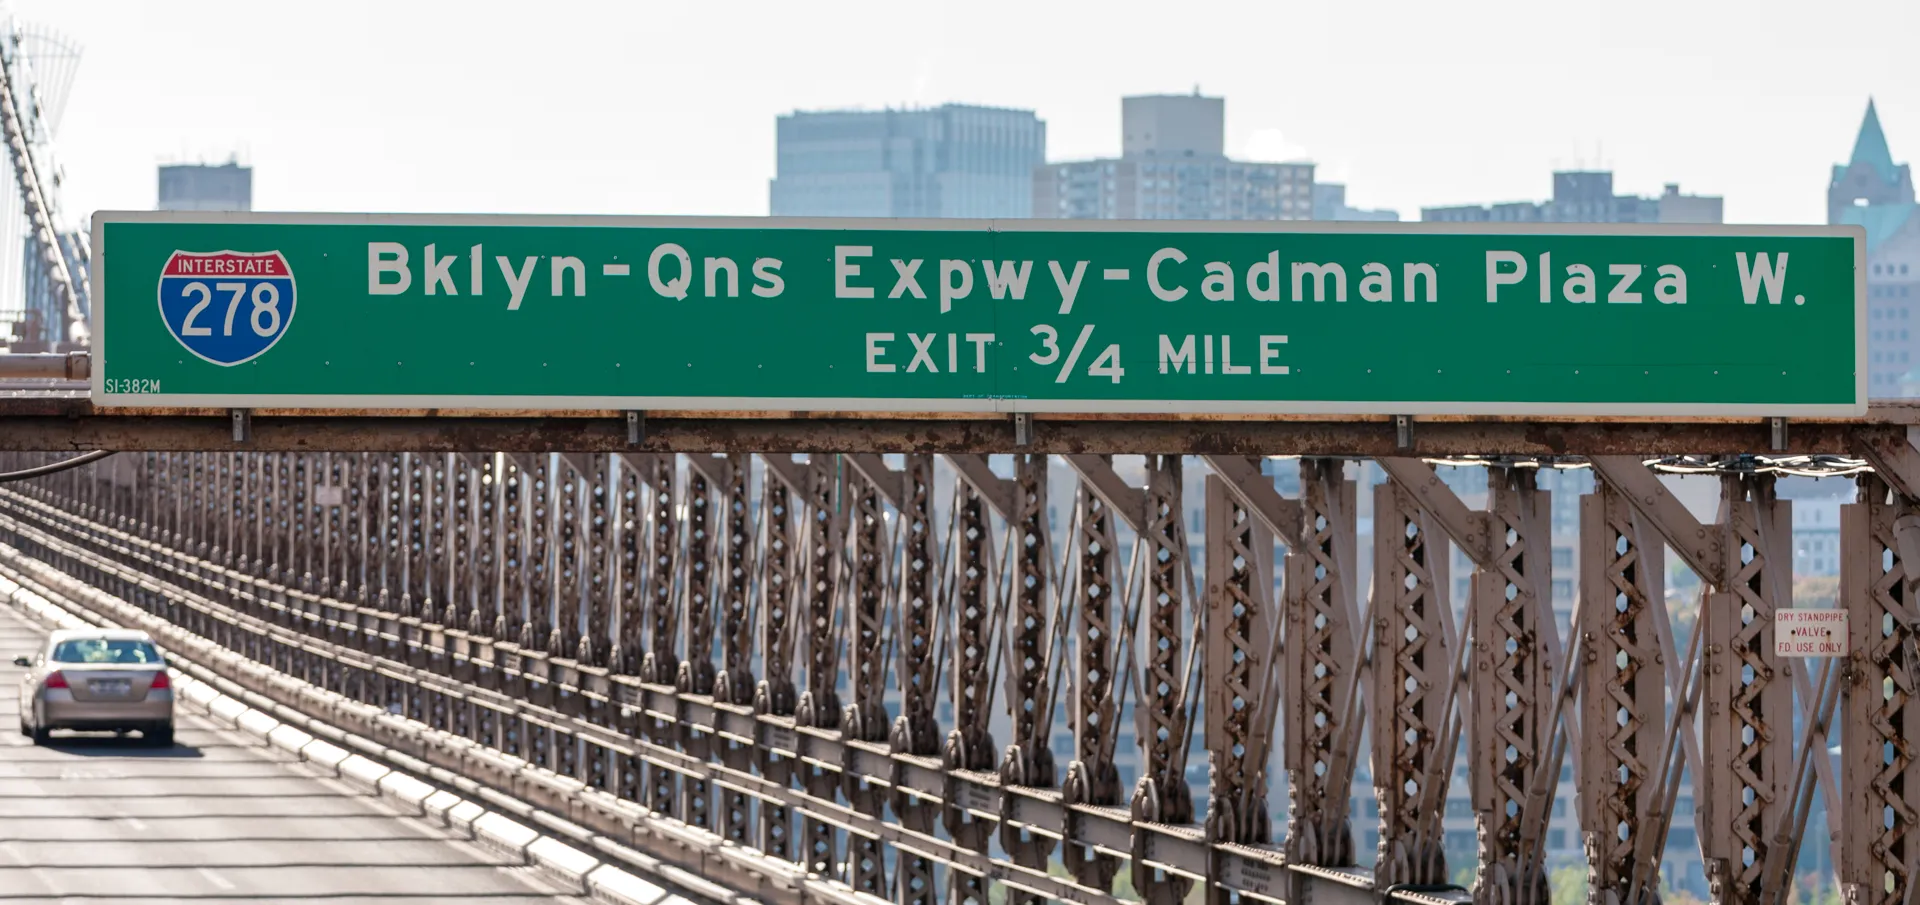 INTERSTATE
278
Bklyn-Qns Expwy-Cadman Plaza W.
EXIT 3/4 MILE
SI-382M
DRY STANDPIPE
VALVE
F.D. USE ONLY